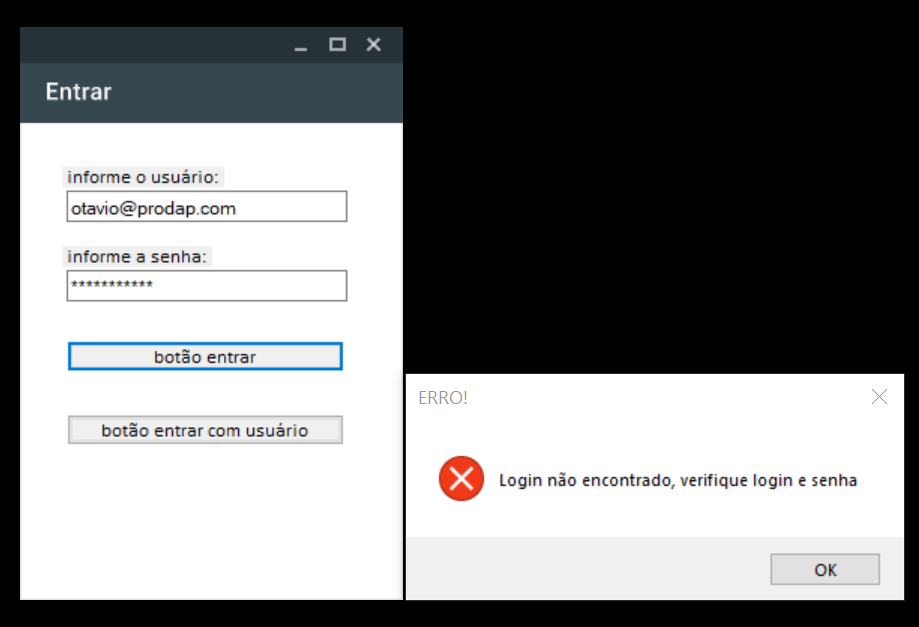 Entrar
informe o usuário:
otavio@prodap.com
informe a senha:
***********
botão entrar
botão entrar com usuário
ERRO!
Login não encontrado, verifique login e senha
OK